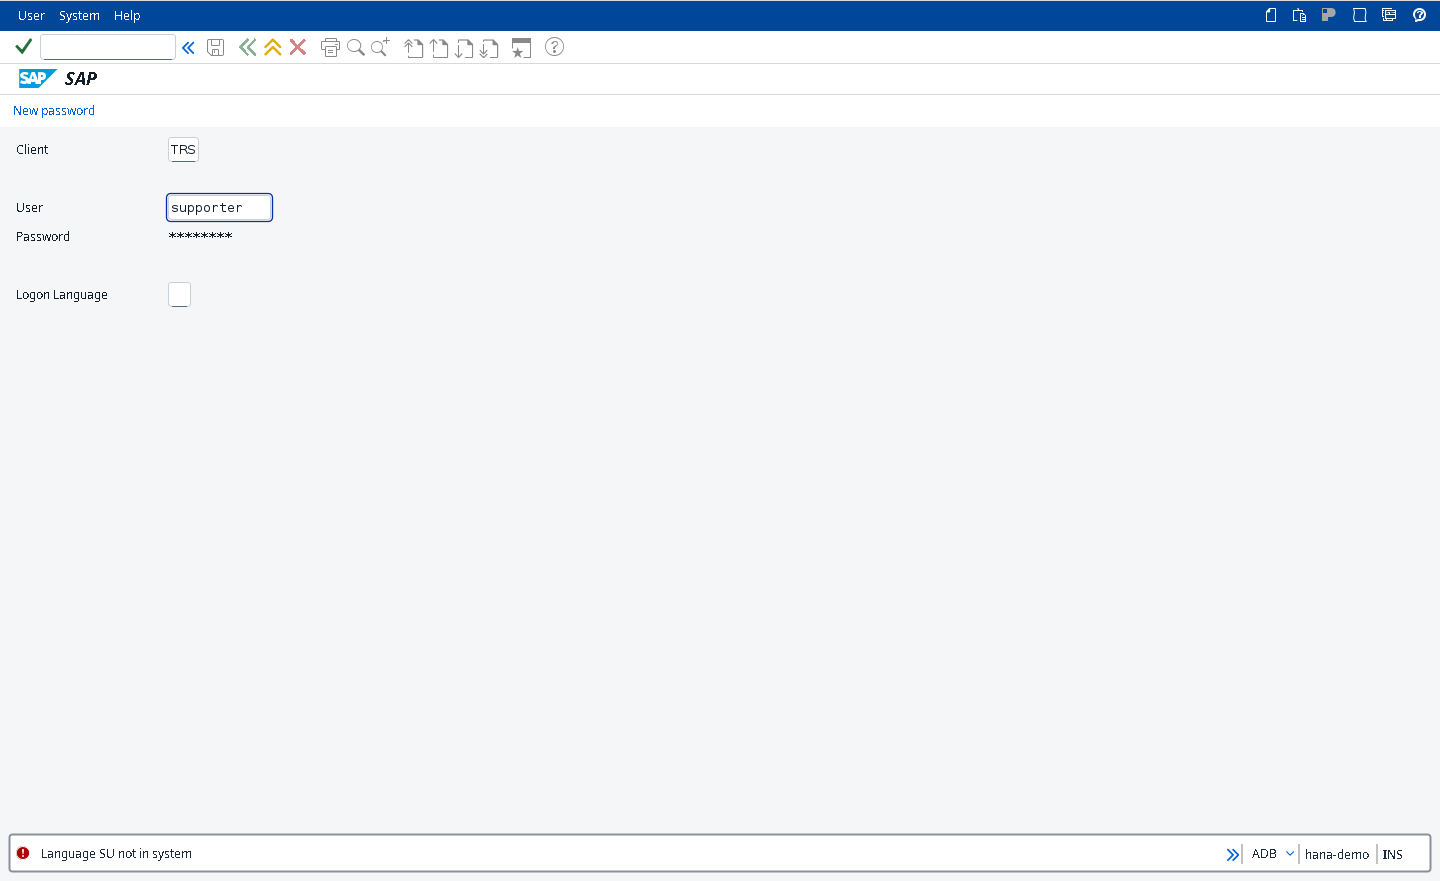 User System Help
SAP SAP
New password
Client TRS
User supporter
Password ********
Logon Language
Language SU not in system ADB hana-demo INS